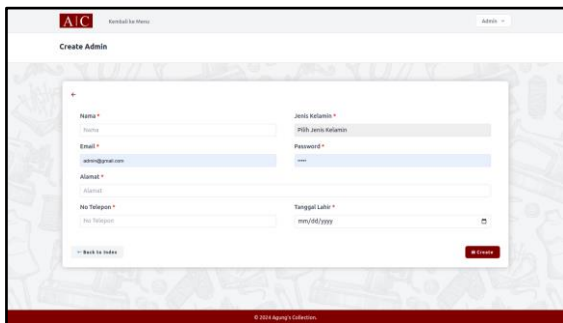 A|C Kembali ke Menu Admin
Create Admin
←
Nama * Jenis Kelamin *
Nama Pilih Jenis Kelamin
Email * Password *
admin@gmail.com •••••
Alamat *
Alamat
No Telepon * Tanggal Lahir *
No Telepon mm/dd/yyyy
← Back to Index Create
© 2024 Agung's Collection.